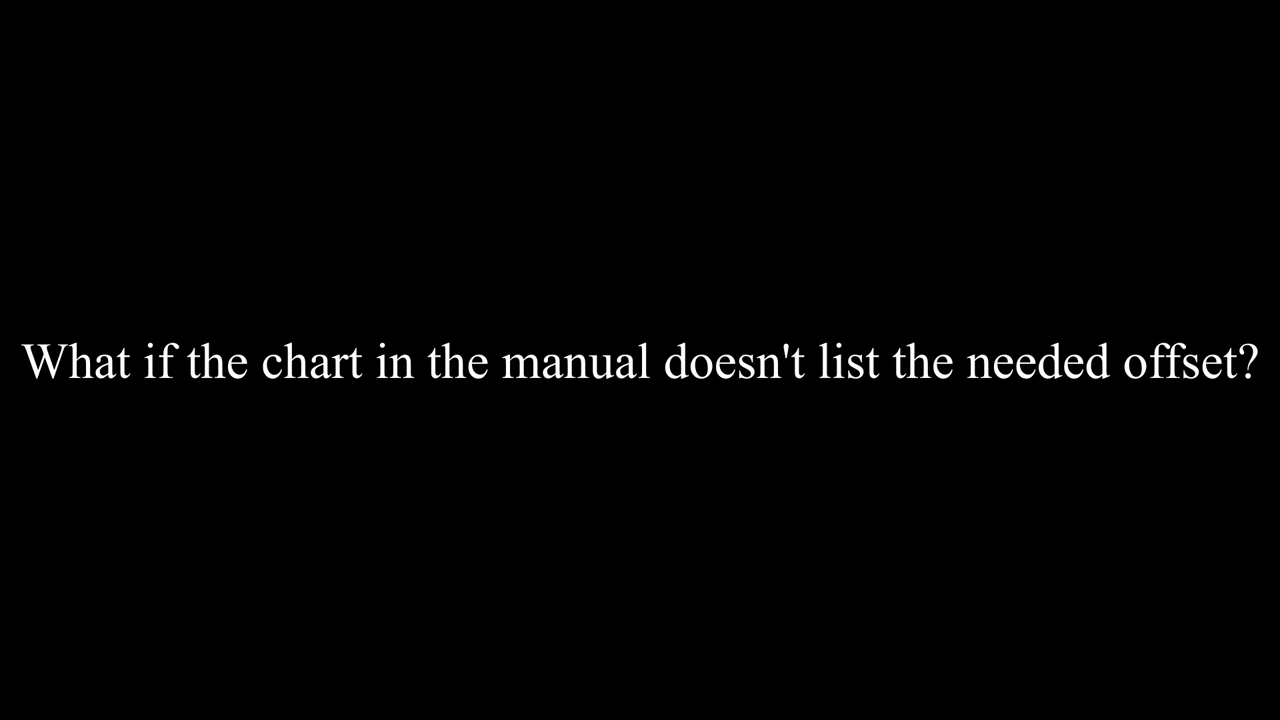 What if the chart in the manual doesn't list the needed offset?